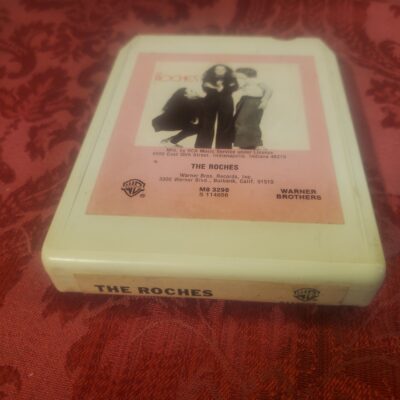 ROCHES
Mfd. by RCA Music Service under License
6550 East 30th Street, Indianapolis, Indiana 46219
THE ROCHES
Warner Bros. Records, Inc.
3300 Warner Blvd., Burbank, Calif. 91510
M8 3298
S 114656
WARNER
BROTHERS
THE ROCHES